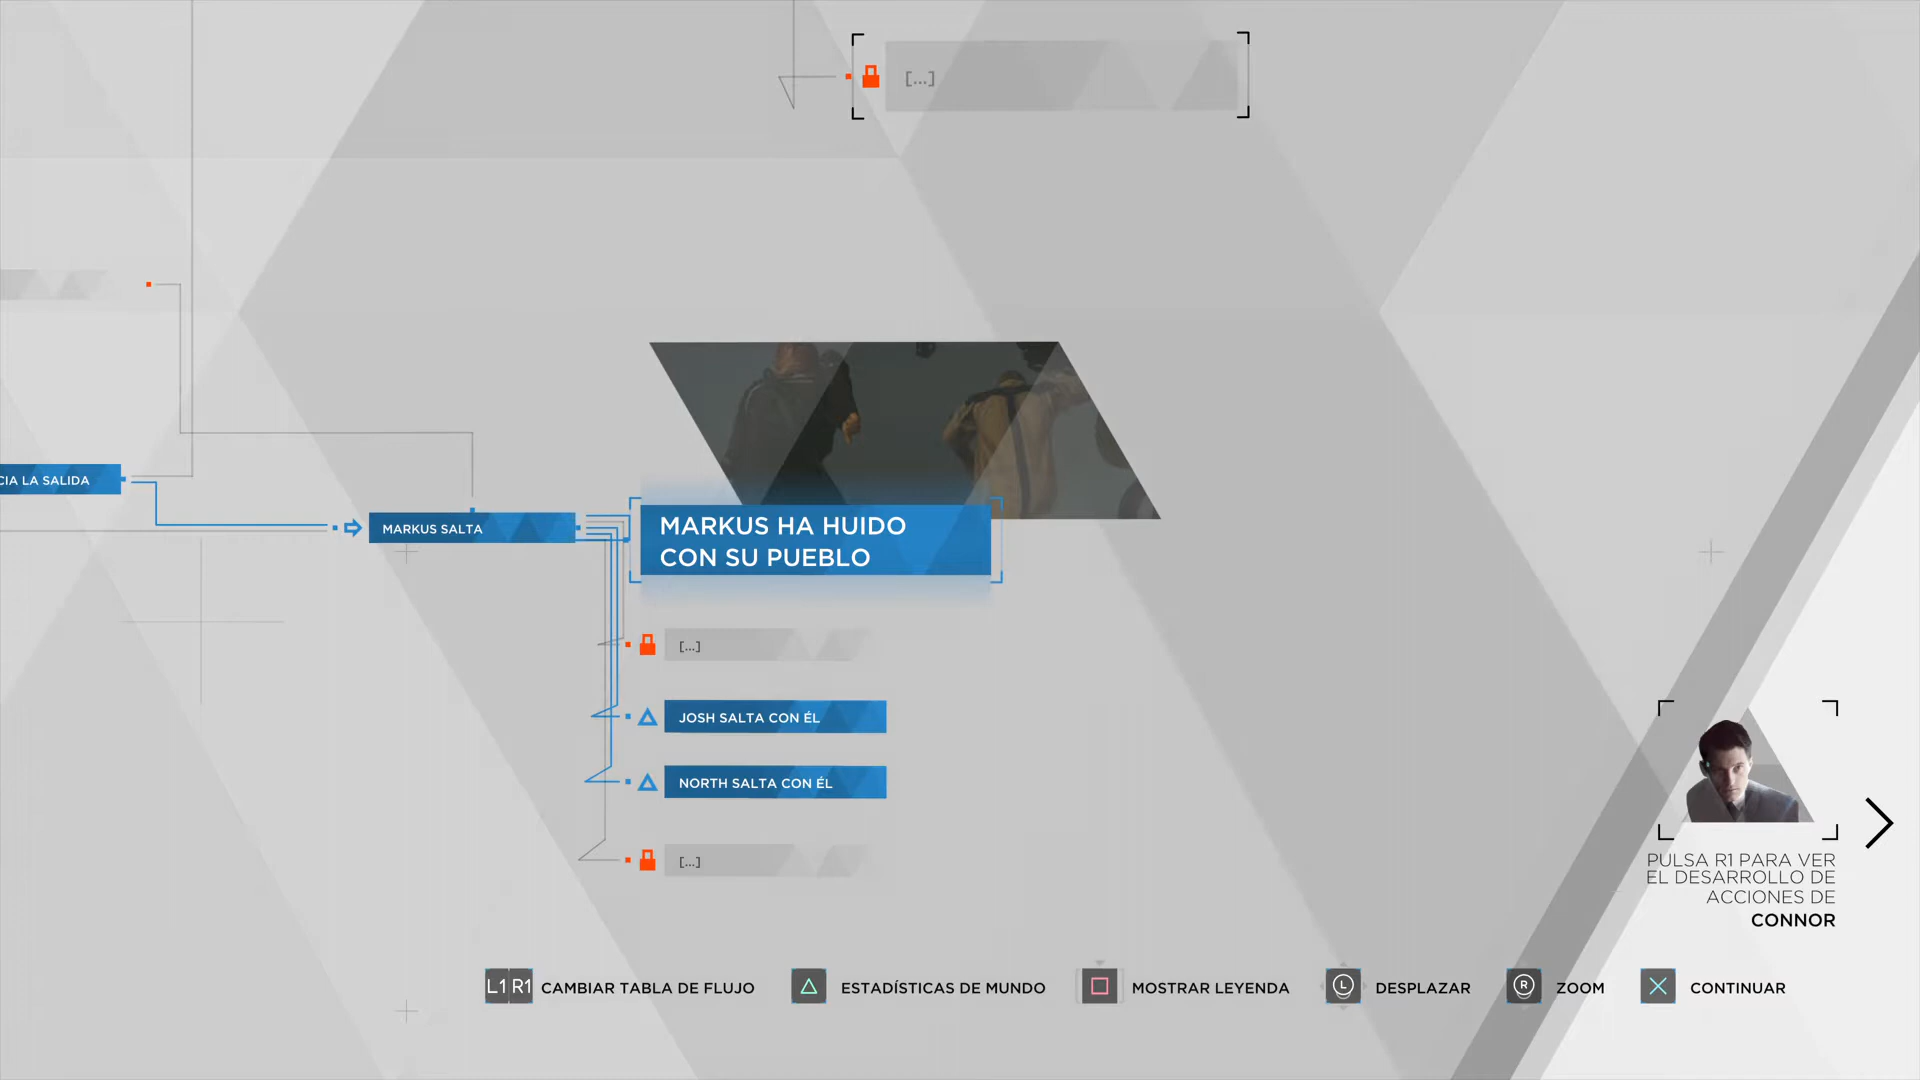 [...]
CIA LA SALIDA
MARKUS SALTA
MARKUS HA HUIDO
CON SU PUEBLO
[...]
JOSH SALTA CON ÉL
NORTH SALTA CON ÉL
[...]
PULSA R1 PARA VER
EL DESARROLLO DE
ACCIONES DE
CONNOR
L1 R1 CAMBIAR TABLA DE FLUJO
ESTADÍSTICAS DE MUNDO
MOSTRAR LEYENDA
L DESPLAZAR
R ZOOM
CONTINUAR